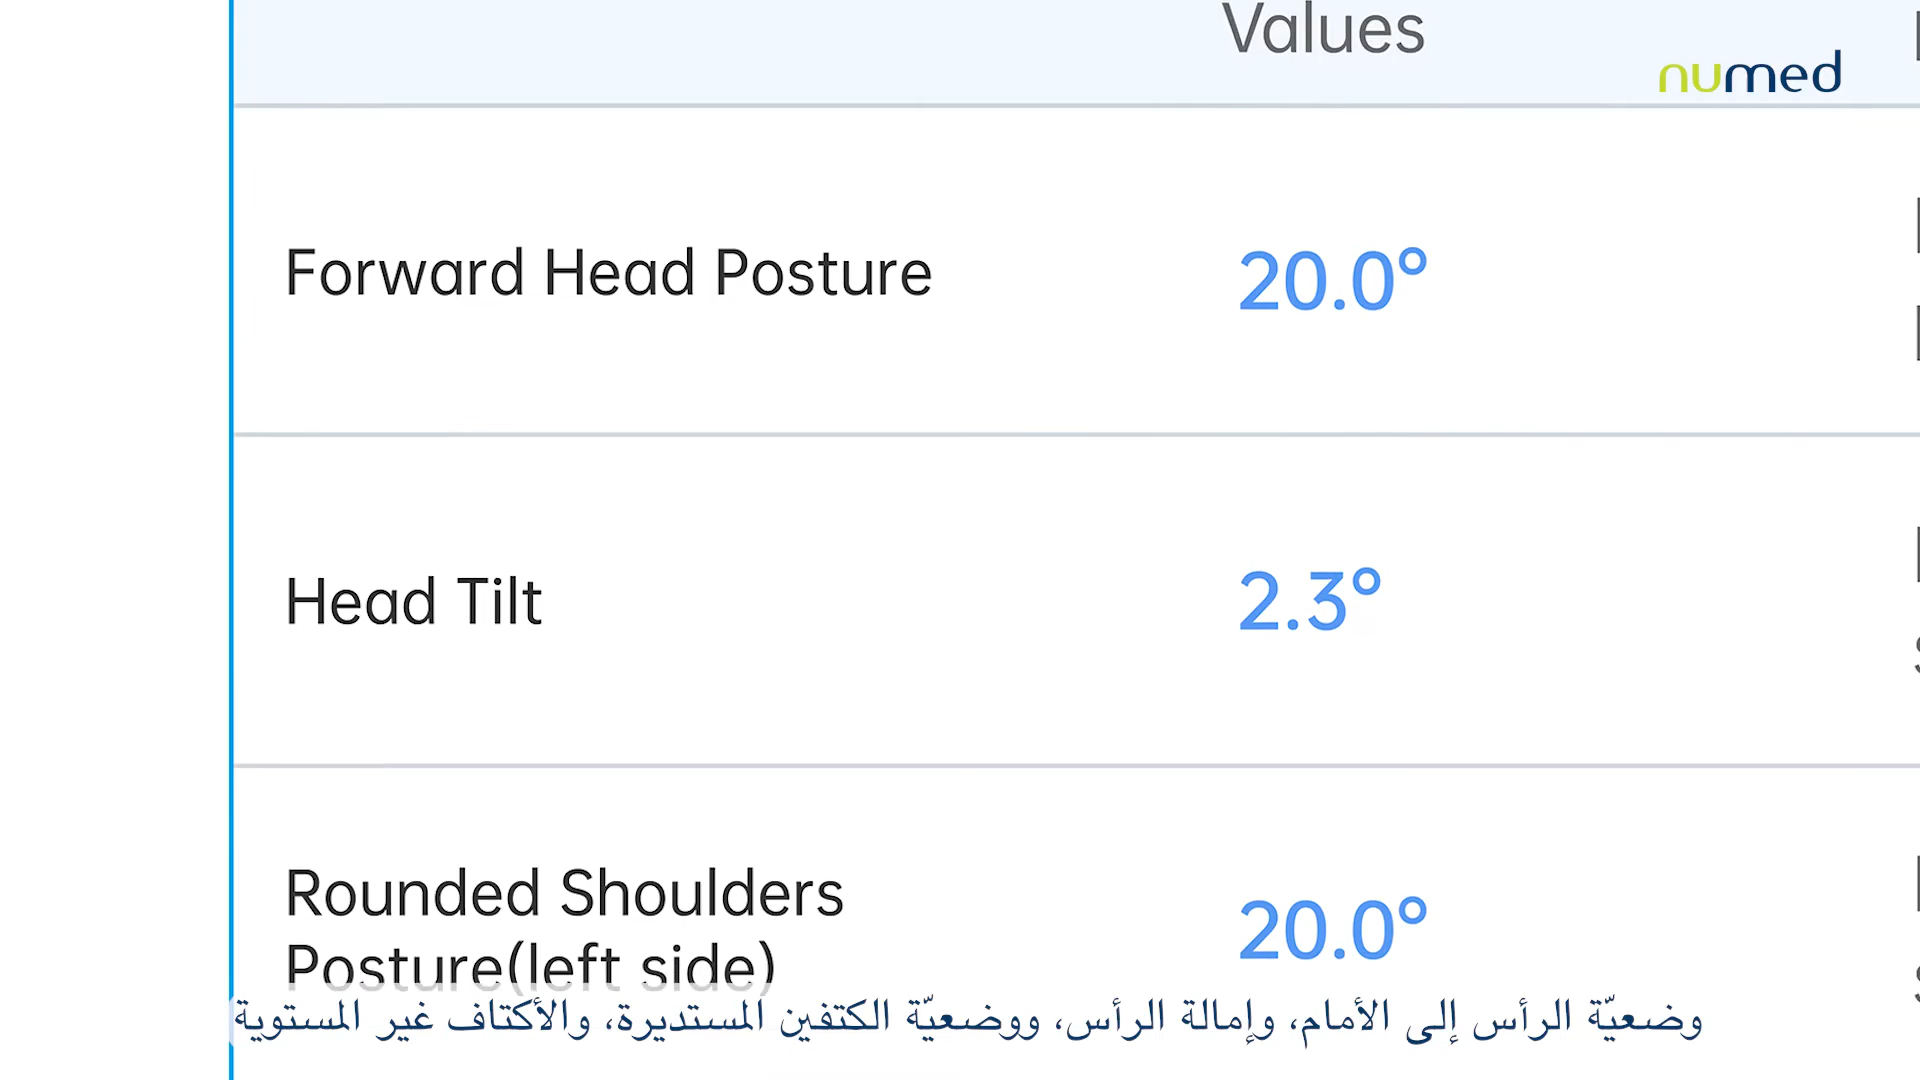 Values
numed
Forward Head Posture
20.0°
Head Tilt
2.3°
Rounded Shoulders
Posture(left side)
20.0°
وضعيّة الرأس إلى الأمام، وإمالة الرأس، ووضعيّة الكتفين المستديرة، والأكتاف غير المستوية